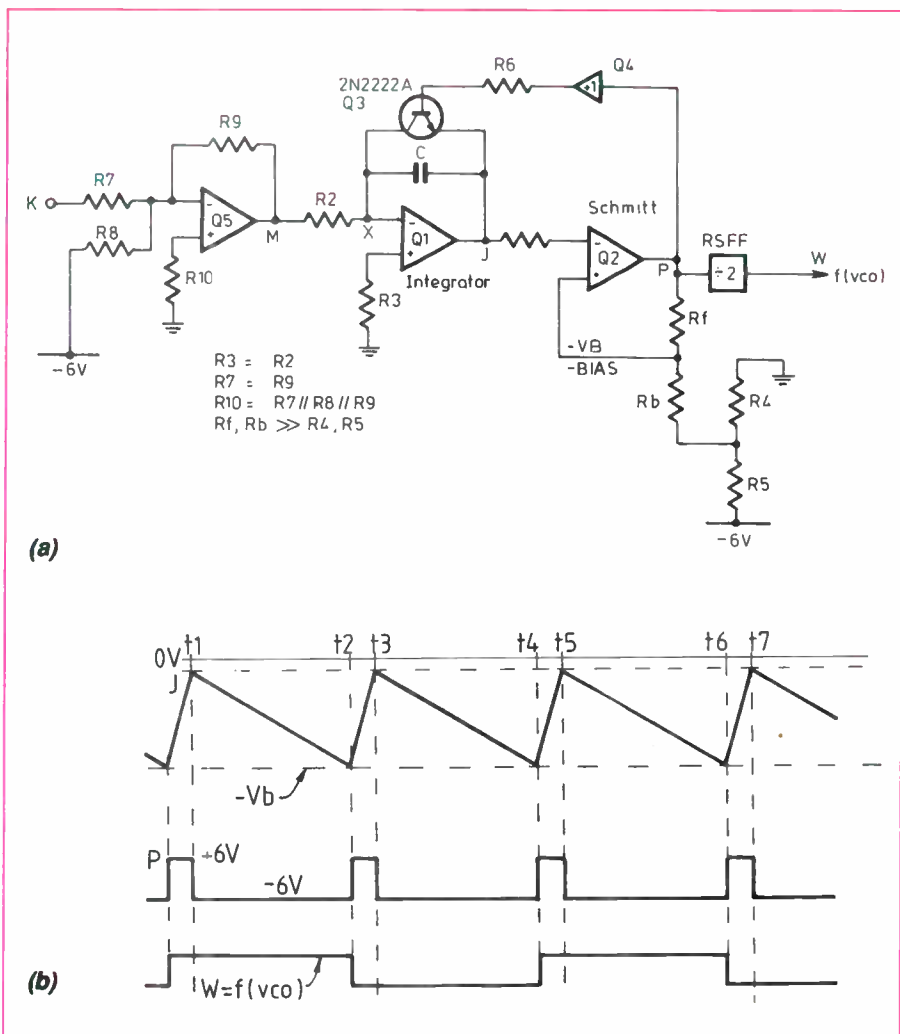 2N2222A
Q3
R6
+1
Q4
R9
C
K
R7
R8
Q5
M
R2
X
Q1
J
Integrator
Schmitt
Q2
P
RSFF
÷2
W
f(vco)
R10
R3
-VB
-BIAS
Rf
Rb
R4
R5
-6V
-6V
R3 = R2
R7 = R9
R10 = R7//R8//R9
Rf, Rb >> R4, R5
(a)
t1 t2 t3 t4 t5 t6 t7
0V
J
-Vb
P
+6V
-6V
W=f(vco)
(b)